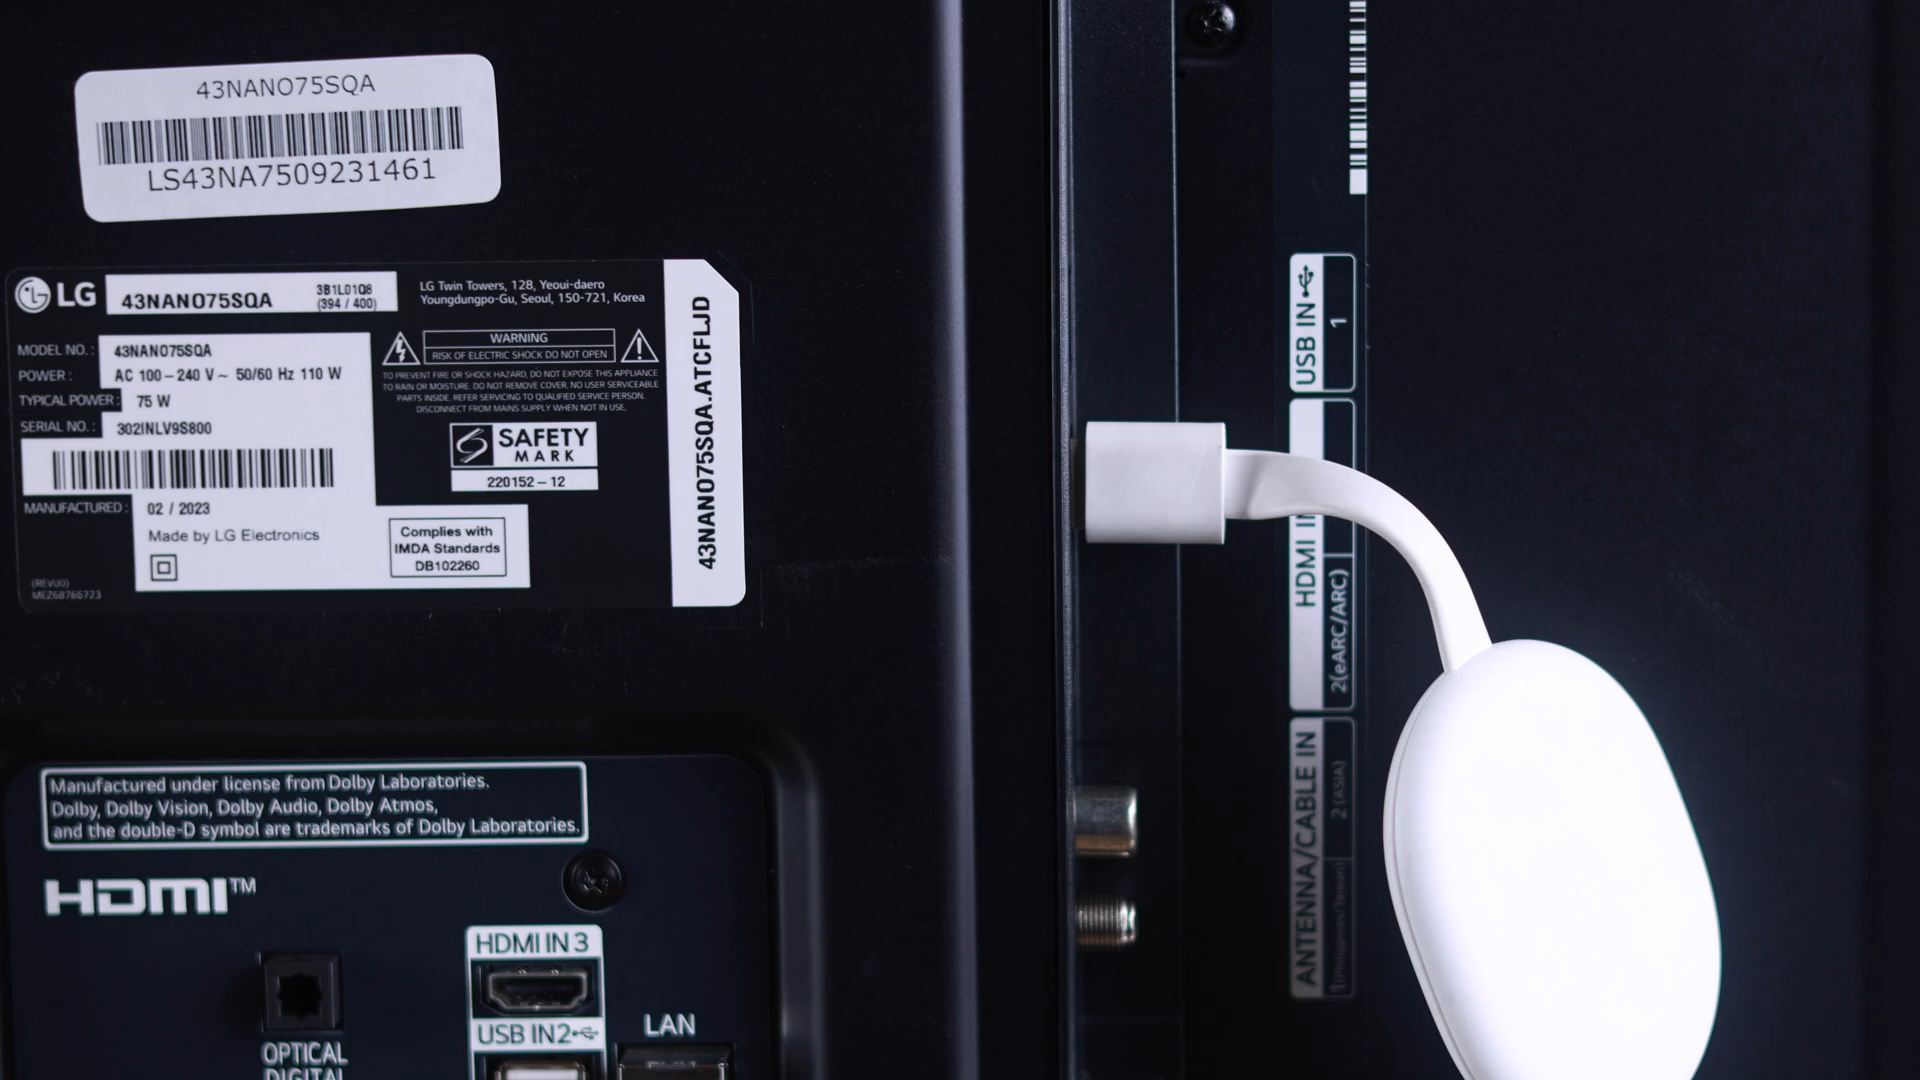 43NANO75SQA
LS43NA7509231461
LG
43NANO75SQA
3B1L01Q8
(394 / 400)
LG Twin Towers, 128, Yeoui-daero
Youngdungpo-Gu, Seoul, 150-721, Korea
MODEL NO. : 43NANO75SQA
POWER : AC 100 – 240 V ~ 50/60 Hz 110 W
TYPICAL POWER : 75 W
SERIAL NO. : 302INLV9S800
MANUFACTURED : 02 / 2023
Made by LG Electronics
(REV00)
MEZ68766723
WARNING
RISK OF ELECTRIC SHOCK DO NOT OPEN
TO PREVENT FIRE OR SHOCK HAZARD, DO NOT EXPOSE THIS APPLIANCE
TO RAIN OR MOISTURE. DO NOT REMOVE COVER. NO USER SERVICEABLE
PARTS INSIDE. REFER SERVICING TO QUALIFIED SERVICE PERSON.
DISCONNECT FROM MAINS SUPPLY WHEN NOT IN USE.
SAFETY
MARK
220152 – 12
Complies with
IMDA Standards
DB102260
43NANO75SQA.ATCFLJD
Manufactured under license from Dolby Laboratories.
Dolby, Dolby Vision, Dolby Audio, Dolby Atmos,
and the double-D symbol are trademarks of Dolby Laboratories.
HDMI™
HDMI IN 3
USB IN 2
LAN
OPTICAL
DIGITAL
USB IN
1
HDMI IN
2(eARC/ARC)
ANTENNA/CABLE IN
2 (ASIA)
1(Philippines/Taiwan)